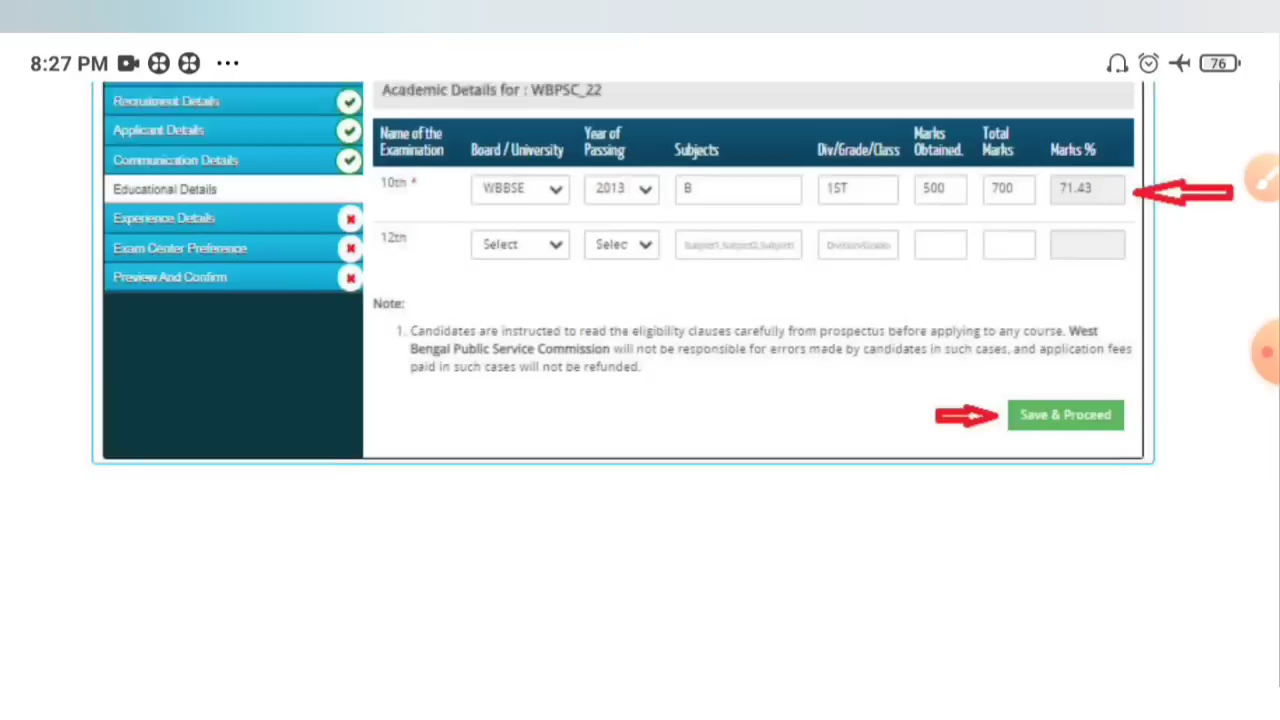 8:27 PM ... 76
Academic Details for : WBPSC_22
Recruitment Details
Applicant Details
Communication Details
Educational Details
Experience Details
Exam Center Preference
Preview And Confirm
Name of the Examination Board / University Year of Passing Subjects Div/Grade/Class Marks Obtained. Total Marks Marks %
10th * WBBSE 2013 B 1ST 500 700 71.43
12th Select Selec Subject1,Subject2,Subject Division/Grade
Note:
1. Candidates are instructed to read the eligibility clauses carefully from prospectus before applying to any course. West
Bengal Public Service Commission will not be responsible for errors made by candidates in such cases, and application fees
paid in such cases will not be refunded.
Save & Proceed